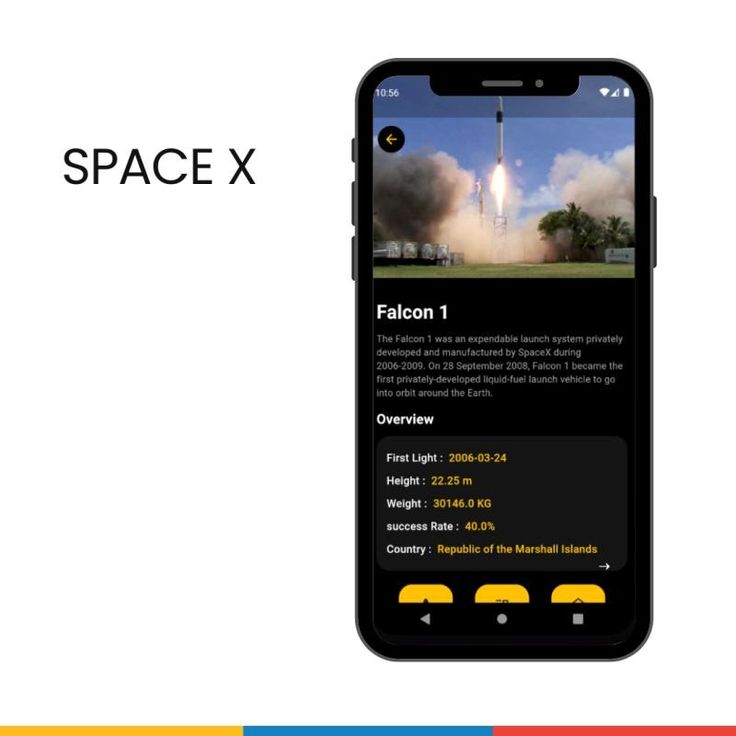 SPACE X
10:56
Falcon 1
The Falcon 1 was an expendable launch system privately
developed and manufactured by SpaceX during
2006-2009. On 28 September 2008, Falcon 1 became the
first privately-developed liquid-fuel launch vehicle to go
into orbit around the Earth.
Overview
First Light : 2006-03-24
Height : 22.25 m
Weight : 30146.0 KG
success Rate : 40.0%
Country : Republic of the Marshall Islands